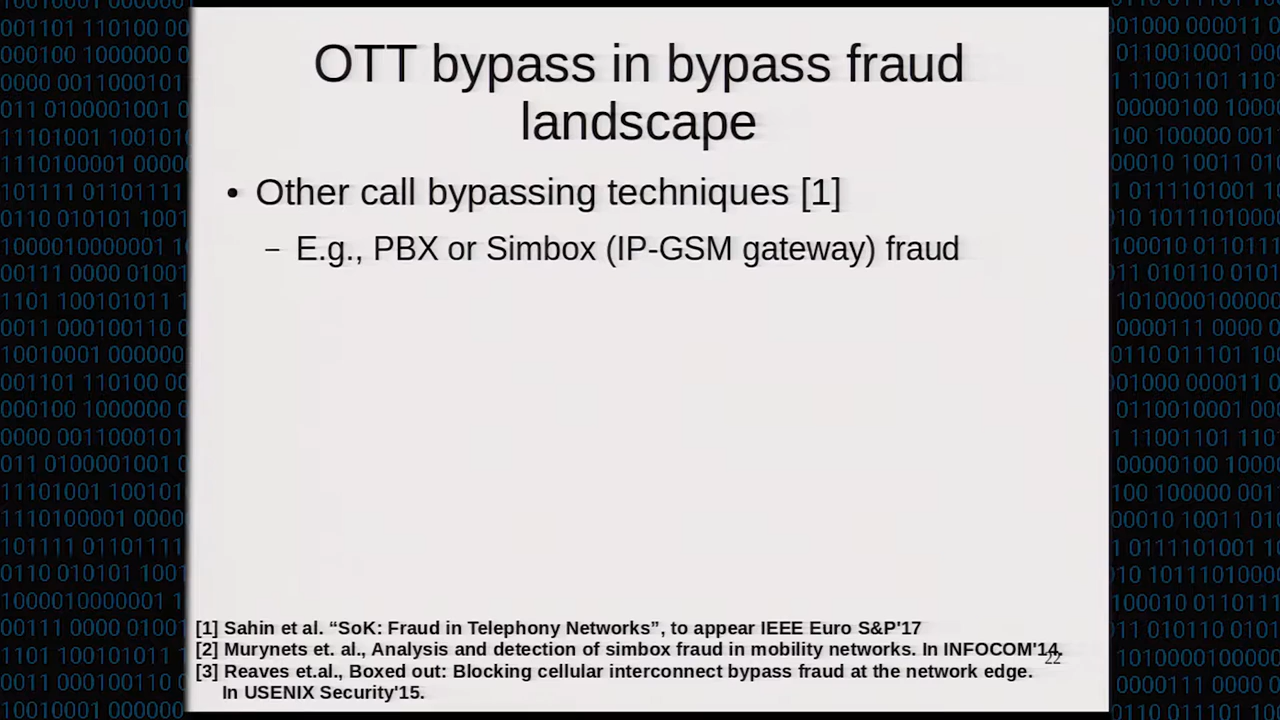 OTT bypass in bypass fraud
landscape
• Other call bypassing techniques [1]
– E.g., PBX or Simbox (IP-GSM gateway) fraud
[1] Sahin et al. “SoK: Fraud in Telephony Networks”, to appear IEEE Euro S&P'17
[2] Murynets et. al., Analysis and detection of simbox fraud in mobility networks. In INFOCOM'14.
22
[3] Reaves et.al., Boxed out: Blocking cellular interconnect bypass fraud at the network edge.
In USENIX Security'15.